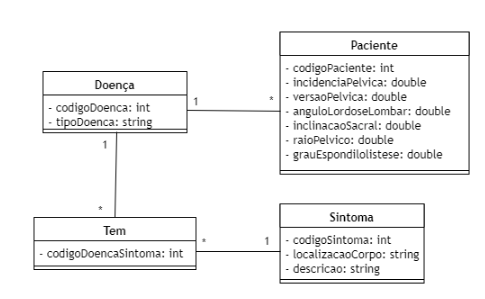 Paciente
- codigoPaciente: int
- incidenciaPelvica: double
- versaoPelvica: double
- anguloLordoseLombar: double
- inclinacaoSacral: double
- raioPelvico: double
- grauEspondilolistese: double
Doença
- codigoDoenca: int
- tipoDoenca: string
1
*
1
*
Tem
- codigoDoencaSintoma: int
*
1
Sintoma
- codigoSintoma: int
- localizacaoCorpo: string
- descricao: string